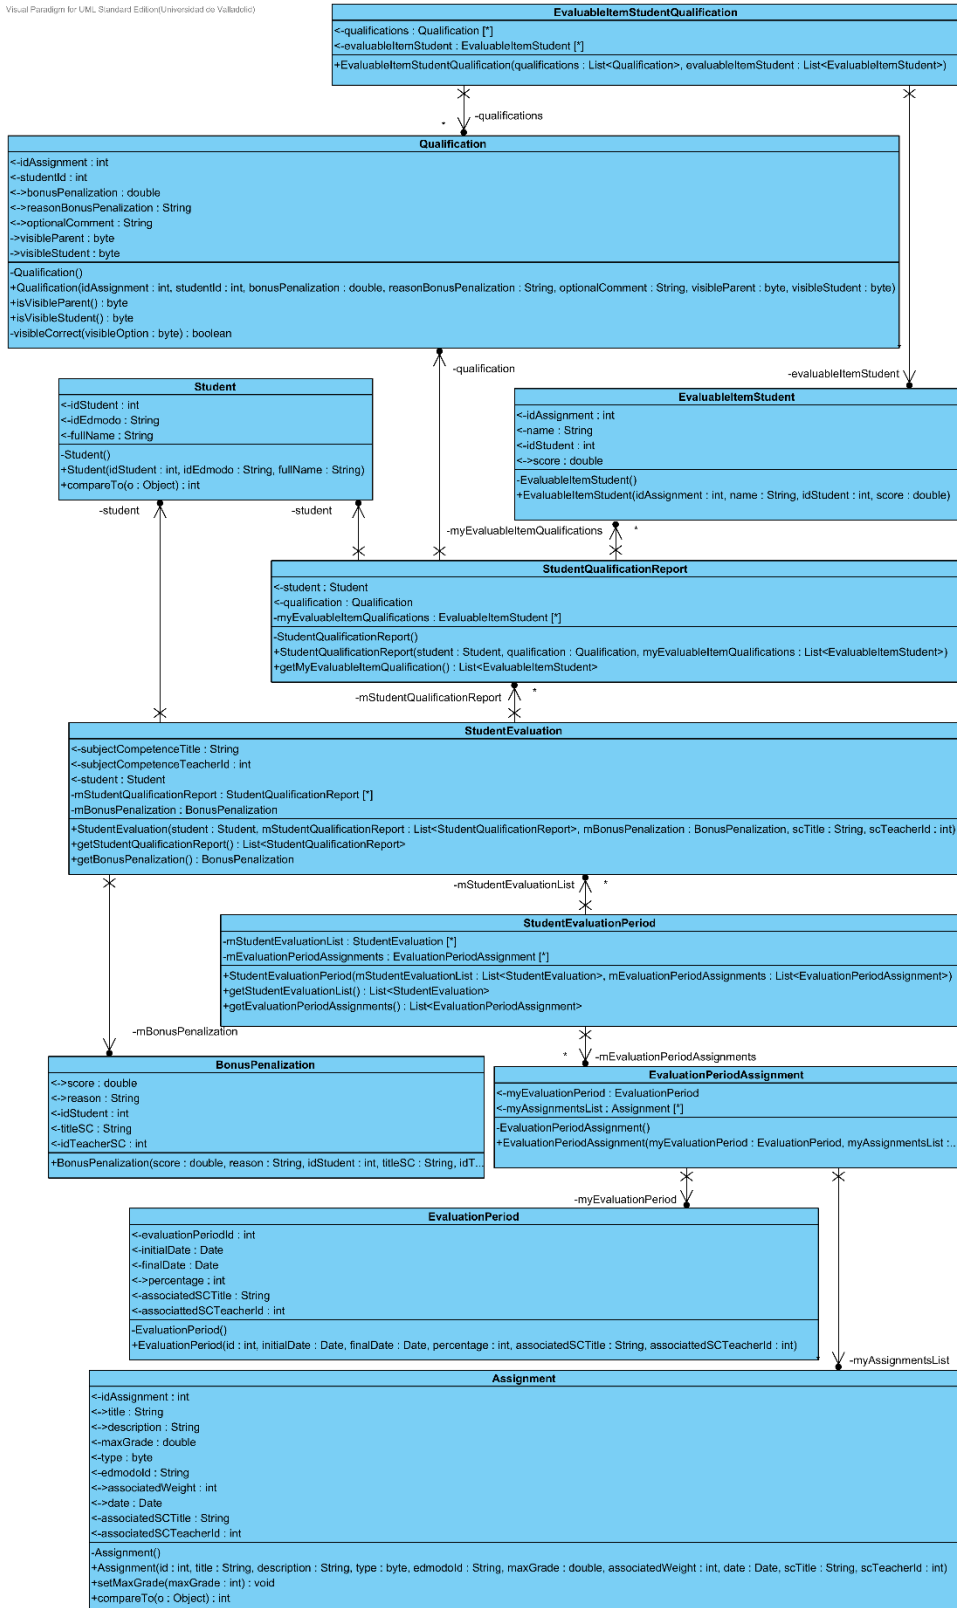 Visual Paradigm for UML Standard Edition(Universidad de Valladolid)
EvaluableItemStudentQualification
<-qualifications : Qualification [*]
<-evaluableItemStudent : EvaluableItemStudent [*]
+EvaluableItemStudentQualification(qualifications : List<Qualification>, evaluableItemStudent : List<EvaluableItemStudent>)
-qualifications
*
Qualification
<-idAssignment : int
<-studentId : int
<->bonusPenalization : double
<->reasonBonusPenalization : String
<->optionalComment : String
->visibleParent : byte
->visibleStudent : byte
-Qualification()
+Qualification(idAssignment : int, studentId : int, bonusPenalization : double, reasonBonusPenalization : String, optionalComment : String, visibleParent : byte, visibleStudent : byte)
+isVisibleParent() : byte
+isVisibleStudent() : byte
-visibleCorrect(visibleOption : byte) : boolean
*
-qualification
-evaluableItemStudent
Student
<-idStudent : int
<-idEdmodo : String
<-fullName : String
-Student()
+Student(idStudent : int, idEdmodo : String, fullName : String)
+compareTo(o : Object) : int
EvaluableItemStudent
<-idAssignment : int
<-name : String
<-idStudent : int
<->score : double
-EvaluableItemStudent()
+EvaluableItemStudent(idAssignment : int, name : String, idStudent : int, score : double)
-student
-student
-myEvaluableItemQualifications
*
StudentQualificationReport
<-student : Student
<-qualification : Qualification
-myEvaluableItemQualifications : EvaluableItemStudent [*]
-StudentQualificationReport()
+StudentQualificationReport(student : Student, qualification : Qualification, myEvaluableItemQualifications : List<EvaluableItemStudent>)
+getMyEvaluableItemQualification() : List<EvaluableItemStudent>
-mStudentQualificationReport
*
StudentEvaluation
<-subjectCompetenceTitle : String
<-subjectCompetenceTeacherId : int
<-student : Student
-mStudentQualificationReport : StudentQualificationReport [*]
-mBonusPenalization : BonusPenalization
+StudentEvaluation(student : Student, mStudentQualificationReport : List<StudentQualificationReport>, mBonusPenalization : BonusPenalization, scTitle : String, scTeacherId : int)
+getStudentQualificationReport() : List<StudentQualificationReport>
+getBonusPenalization() : BonusPenalization
-mStudentEvaluationList
*
StudentEvaluationPeriod
-mStudentEvaluationList : StudentEvaluation [*]
-mEvaluationPeriodAssignments : EvaluationPeriodAssignment [*]
+StudentEvaluationPeriod(mStudentEvaluationList : List<StudentEvaluation>, mEvaluationPeriodAssignments : List<EvaluationPeriodAssignment>)
+getStudentEvaluationList() : List<StudentEvaluation>
+getEvaluationPeriodAssignments() : List<EvaluationPeriodAssignment>
-mBonusPenalization
*
-mEvaluationPeriodAssignments
BonusPenalization
<->score : double
<->reason : String
<-idStudent : int
<-titleSC : String
<-idTeacherSC : int
+BonusPenalization(score : double, reason : String, idStudent : int, titleSC : String, idT...
EvaluationPeriodAssignment
<-myEvaluationPeriod : EvaluationPeriod
<-myAssignmentsList : Assignment [*]
-EvaluationPeriodAssignment()
+EvaluationPeriodAssignment(myEvaluationPeriod : EvaluationPeriod, myAssignmentsList :...
-myEvaluationPeriod
EvaluationPeriod
<-evaluationPeriodId : int
<-initialDate : Date
<-finalDate : Date
<->percentage : int
<-associatedSCTitle : String
<-associattedSCTeacherId : int
-EvaluationPeriod()
+EvaluationPeriod(id : int, initialDate : Date, finalDate : Date, percentage : int, associatedSCTitle : String, associattedSCTeacherId : int)
*
-myAssignmentsList
Assignment
<-idAssignment : int
<->title : String
<->description : String
<-maxGrade : double
<-type : byte
<-edmodoId : String
<->associatedWeight : int
<->date : Date
<-associatedSCTitle : String
<-associatedSCTeacherId : int
-Assignment()
+Assignment(id : int, title : String, description : String, type : byte, edmodoId : String, maxGrade : double, associatedWeight : int, date : Date, scTitle : String, scTeacherId : int)
+setMaxGrade(maxGrade : int) : void
+compareTo(o : Object) : int